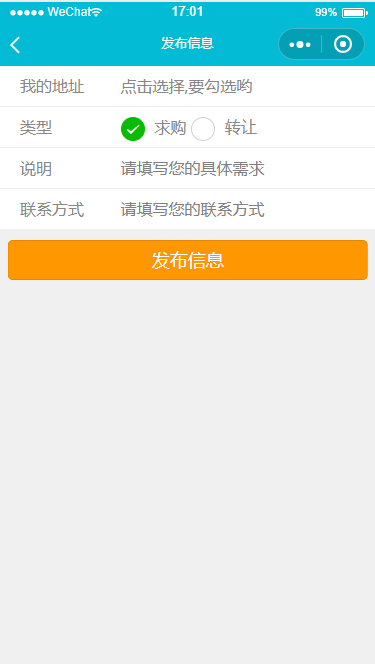 ●●●●● WeChat 17:01 99%
发布信息
我的地址 点击选择,要勾选哟
类型 求购 转让
说明 请填写您的具体需求
联系方式 请填写您的联系方式
发布信息